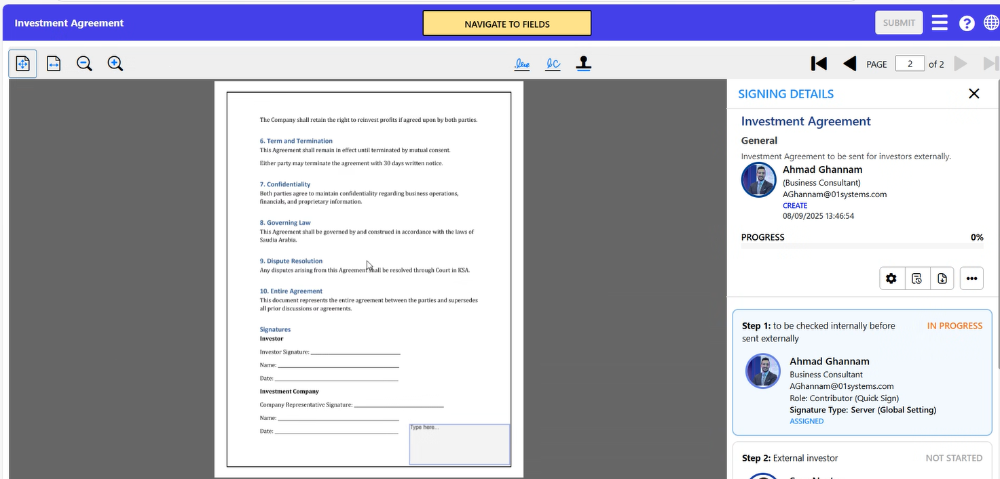 Investment Agreement
NAVIGATE TO FIELDS
SUBMIT
PAGE 2 of 2
The Company shall retain the right to reinvest profits if agreed upon by both parties.
6. Term and Termination
This Agreement shall remain in effect until terminated by mutual consent.
Either party may terminate the agreement with 30 days written notice.
7. Confidentiality
Both parties agree to maintain confidentiality regarding business operations,
financials, and proprietary information.
8. Governing Law
This Agreement shall be governed by and construed in accordance with the laws of
Saudia Arabia.
9. Dispute Resolution
Any disputes arising from this Agreement shall be resolved through Court in KSA.
10. Entire Agreement
This document represents the entire agreement between the parties and supersedes
all prior discussions or agreements.
Signatures
Investor
Investor Signature:
Name:
Date:
Investment Company
Company Representative Signature:
Name:
Date:
Type here...
SIGNING DETAILS
Investment Agreement
General
Investment Agreement to be sent for investors externally.
Ahmad Ghannam
(Business Consultant)
AGhannam@01systems.com
CREATE
08/09/2025 13:46:54
PROGRESS 0%
Step 1: to be checked internally before
sent externally
IN PROGRESS
Ahmad Ghannam
Business Consultant
AGhannam@01systems.com
Role: Contributor (Quick Sign)
Signature Type: Server (Global Setting)
ASSIGNED
Step 2: External investor
NOT STARTED